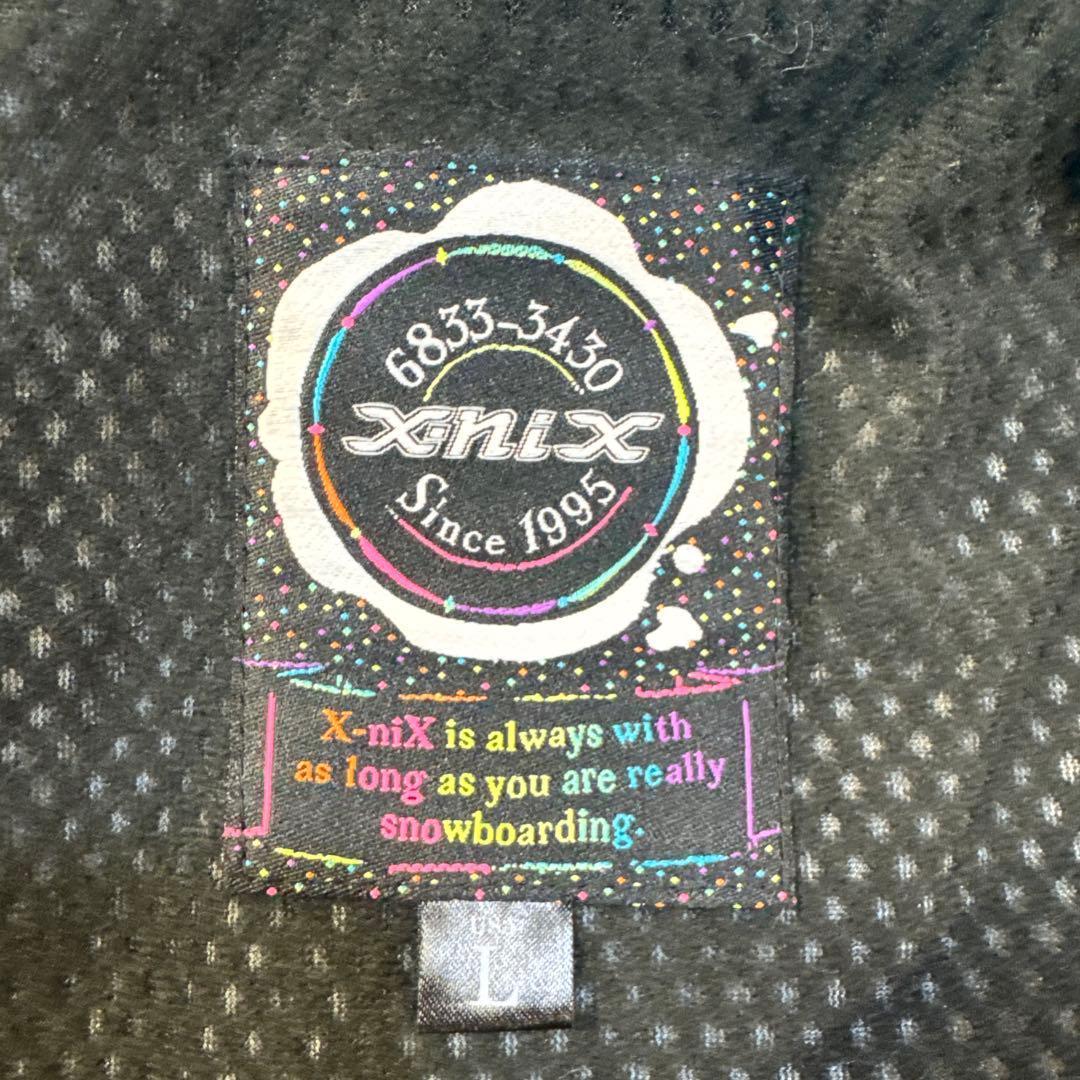 6833-3430
X-niX
Since 1995
X-niX is always with
as long as you are really
snowboarding.
L